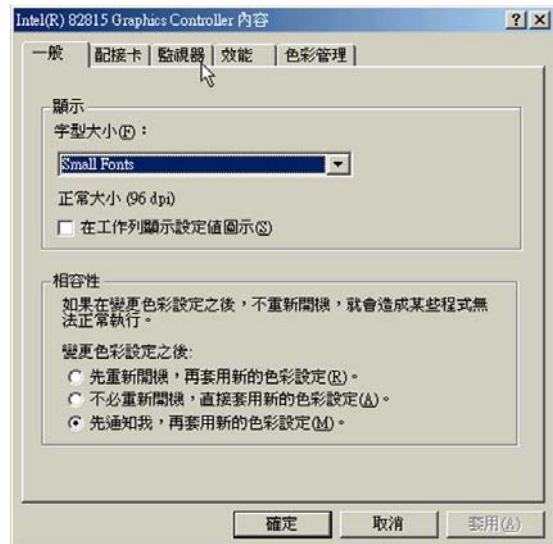 Intel(R) 82815 Graphics Controller 內容
一般 配接卡 監視器 效能 色彩管理
顯示
字型大小(F)：
Small Fonts
正常大小 (96 dpi)
在工作列顯示設定值圖示(S)
相容性
如果在變更色彩設定之後，不重新開機，就會造成某些程式無
法正常執行。
變更色彩設定之後:
先重新開機，再套用新的色彩設定(R)。
不必重新開機，直接套用新的色彩設定(A)。
先通知我，再套用新的色彩設定(M)。
確定 取消 套用(A)